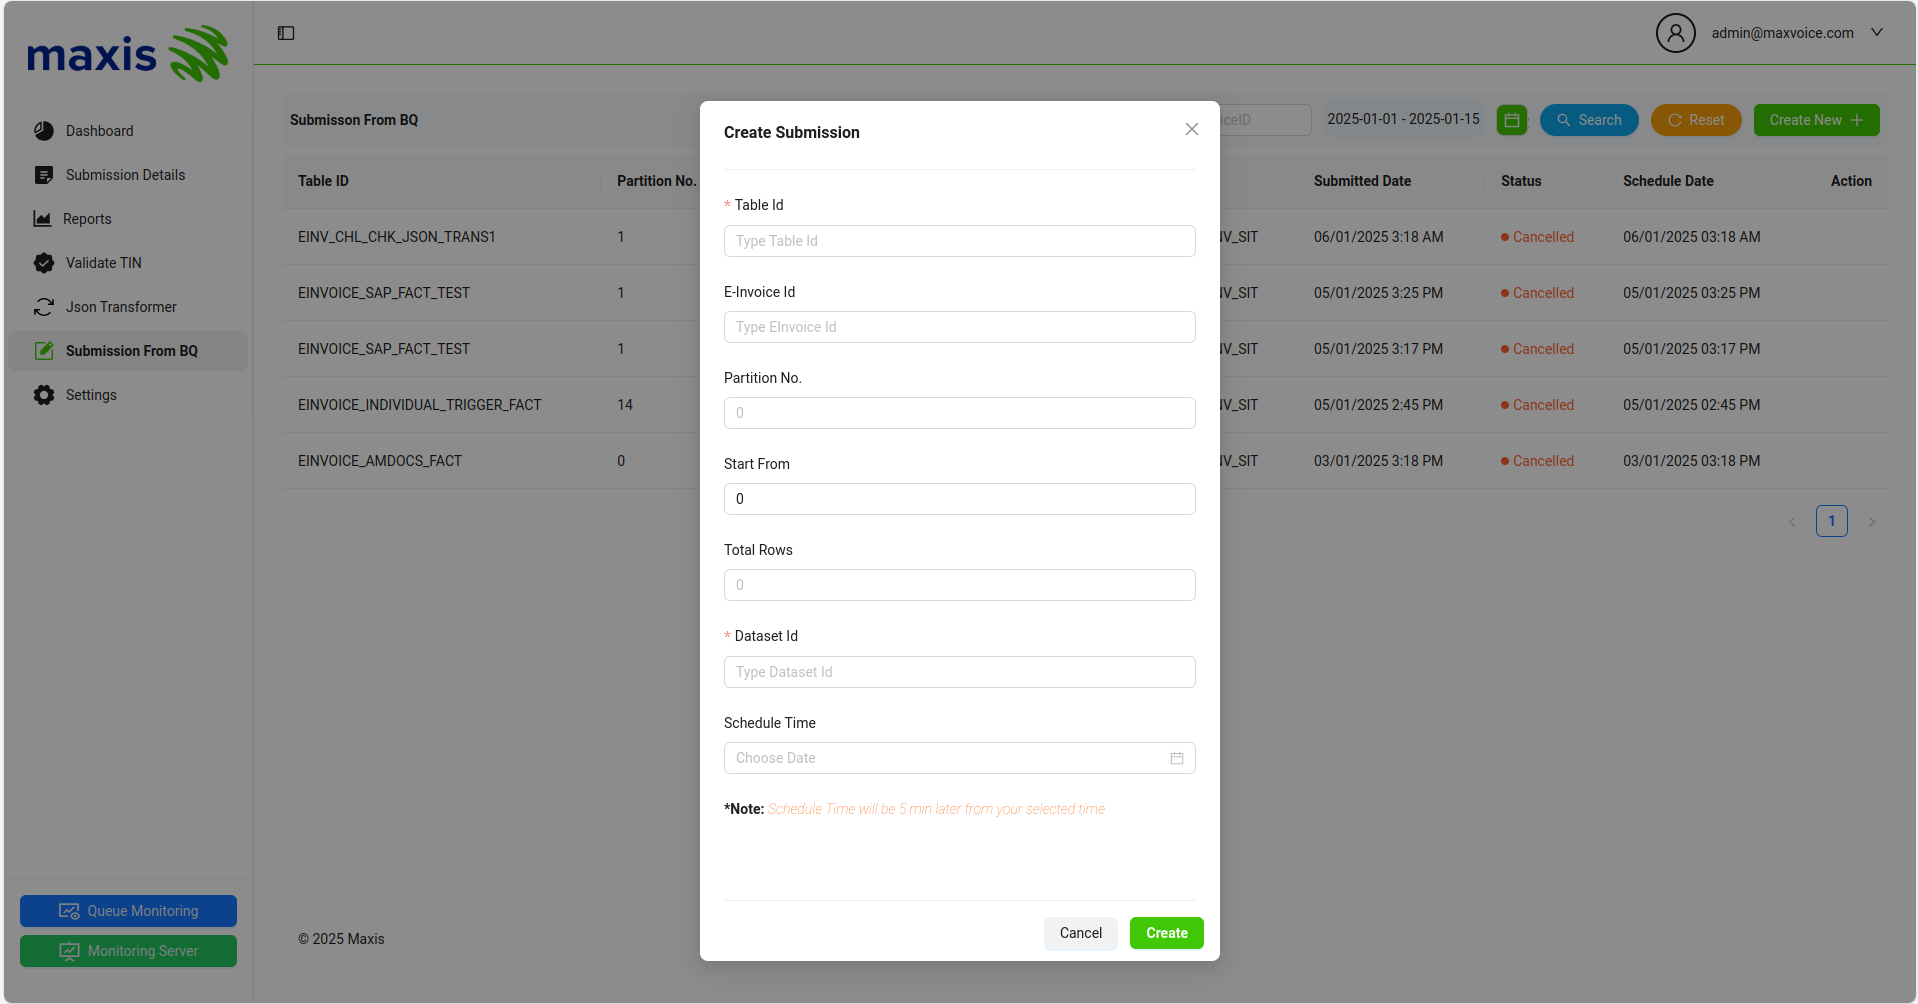 maxis
admin@maxvoice.com
Dashboard
Submission Details
Reports
Validate TIN
Json Transformer
Submission From BQ
Settings
Queue Monitoring
Monitoring Server
Submisson From BQ
2025-01-01 - 2025-01-15
Search
Reset
Create New
Table ID Partition No. Submitted Date Status Schedule Date Action
EINV_CHL_CHK_JSON_TRANS1 1 V_SIT 06/01/2025 3:18 AM Cancelled 06/01/2025 03:18 AM
EINVOICE_SAP_FACT_TEST 1 V_SIT 05/01/2025 3:25 PM Cancelled 05/01/2025 03:25 PM
EINVOICE_SAP_FACT_TEST 1 V_SIT 05/01/2025 3:17 PM Cancelled 05/01/2025 03:17 PM
EINVOICE_INDIVIDUAL_TRIGGER_FACT 14 V_SIT 05/01/2025 2:45 PM Cancelled 05/01/2025 02:45 PM
EINVOICE_AMDOCS_FACT 0 V_SIT 03/01/2025 3:18 PM Cancelled 03/01/2025 03:18 PM
1
Create Submission
* Table Id
Type Table Id
E-Invoice Id
Type EInvoice Id
Partition No.
0
Start From
0
Total Rows
0
* Dataset Id
Type Dataset Id
Schedule Time
Choose Date
*Note: Schedule Time will be 5 min later from your selected time
Cancel
Create
© 2025 Maxis